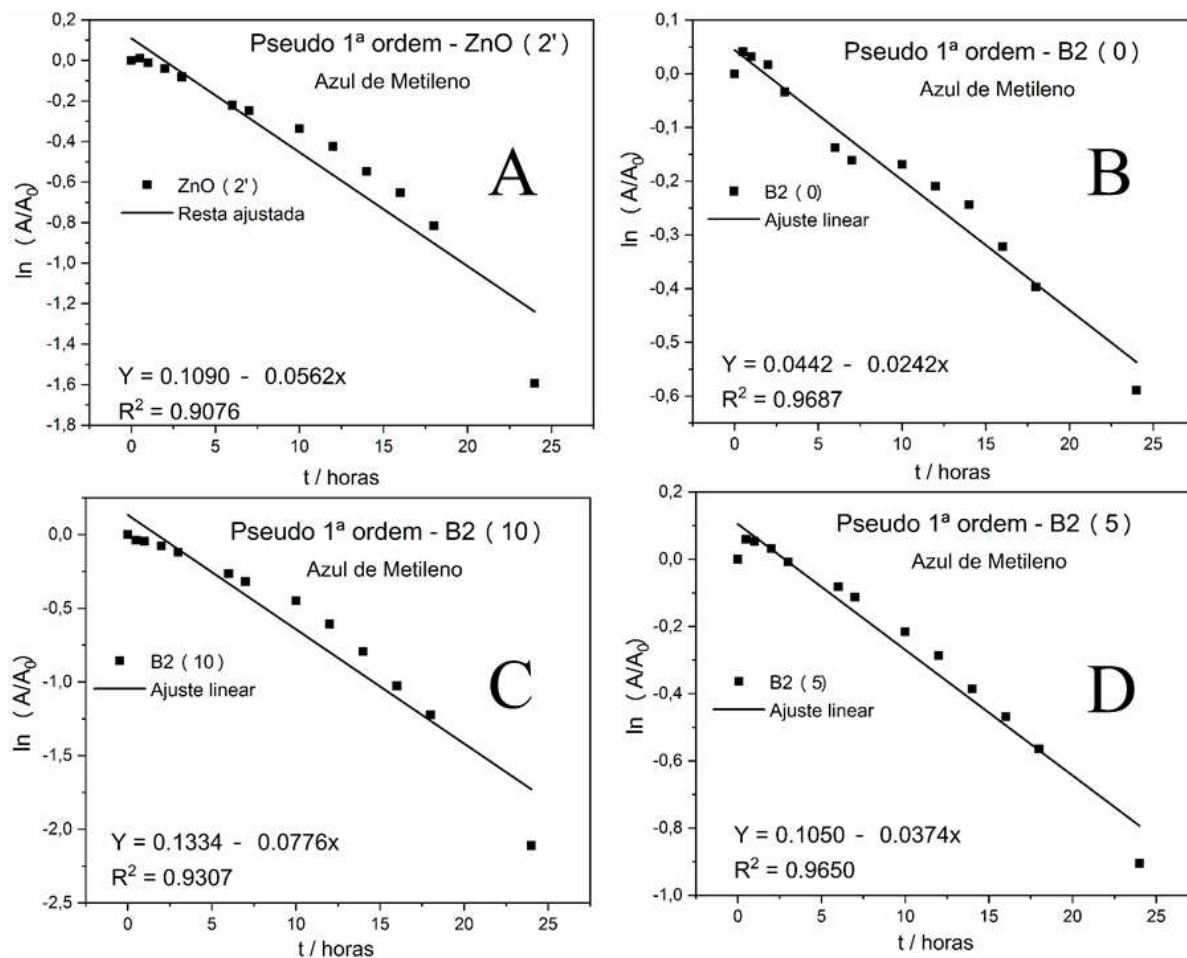 Pseudo 1ª ordem - ZnO (2')
Azul de Metileno
A
ZnO (2')
Resta ajustada
Y = 0.1090 - 0.0562x
R² = 0.9076
ln (A/A₀)
0,2
0,0
-0,2
-0,4
-0,6
-0,8
-1,0
-1,2
-1,4
-1,6
-1,8
0 5 10 15 20 25
t / horas
Pseudo 1ª ordem - B2 (0)
Azul de Metileno
B
B2 (0)
Ajuste linear
Y = 0.0442 - 0.0242x
R² = 0.9687
ln (A/A₀)
0,1
0,0
-0,1
-0,2
-0,3
-0,4
-0,5
-0,6
0 5 10 15 20 25
t / horas
Pseudo 1ª ordem - B2 (10)
Azul de Metileno
C
B2 (10)
Ajuste linear
Y = 0.1334 - 0.0776x
R² = 0.9307
ln (A/A₀)
0,0
-0,5
-1,0
-1,5
-2,0
-2,5
0 5 10 15 20 25
t / horas
Pseudo 1ª ordem - B2 (5)
Azul de Metileno
D
B2 (5)
Ajuste linear
Y = 0.1050 - 0.0374x
R² = 0.9650
ln (A/A₀)
0,2
0,0
-0,2
-0,4
-0,6
-0,8
-1,0
0 5 10 15 20 25
t / horas